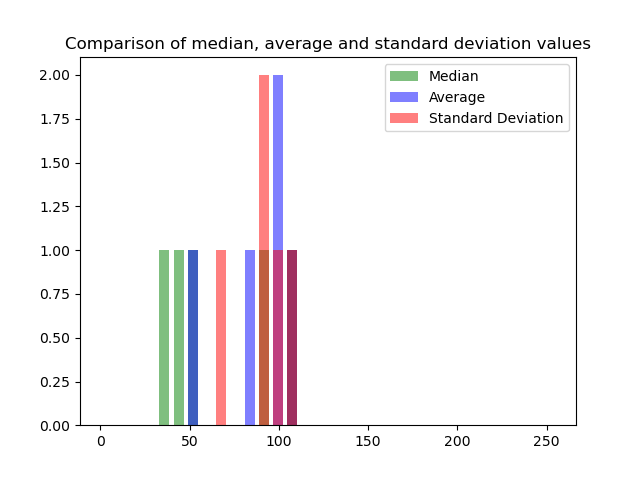 Comparison of median, average and standard deviation values
Median
Average
Standard Deviation
2.00
1.75
1.50
1.25
1.00
0.75
0.50
0.25
0.00
0 50 100 150 200 250